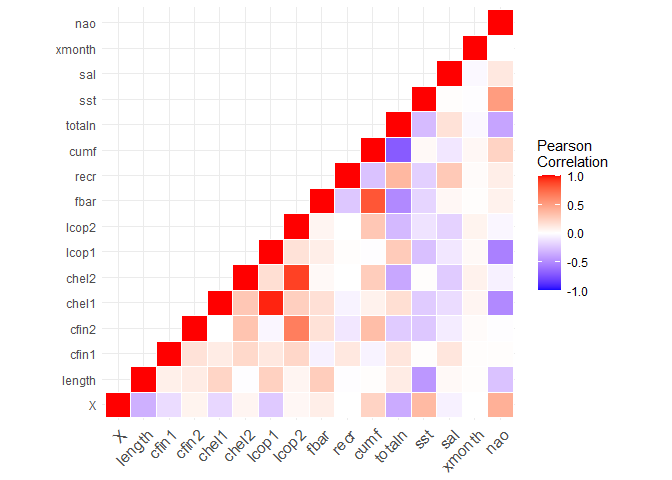 nao
xmonth
sal
sst
totaln
cumf
recr
fbar
lcop2
lcop1
chel2
chel1
cfin2
cfin1
length
X
X
length
cfin1
cfin2
chel1
chel2
lcop1
lcop2
fbar
recr
cumf
totaln
sst
sal
xmonth
nao
Pearson
Correlation
1.0
0.5
0.0
-0.5
-1.0